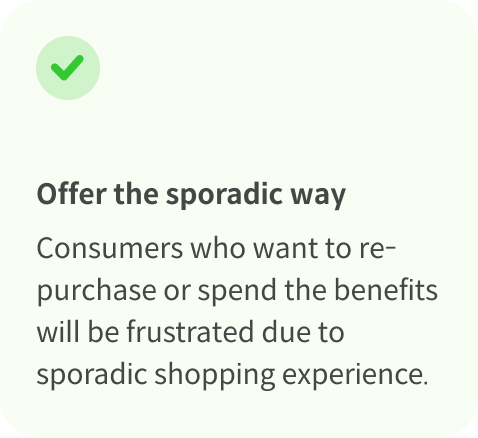 Offer the sporadic way
Consumers who want to re-
purchase or spend the benefits
will be frustrated due to
sporadic shopping experience.